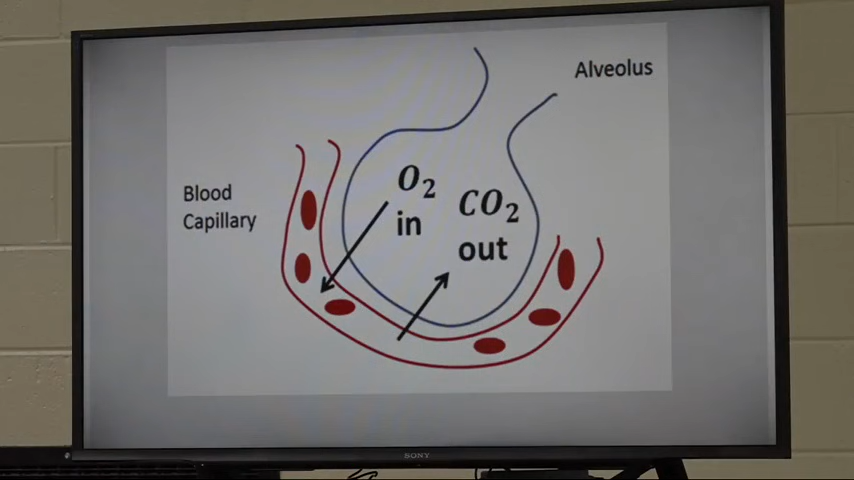 Alveolus
Blood
Capillary
O₂
in
CO₂
out
SONY